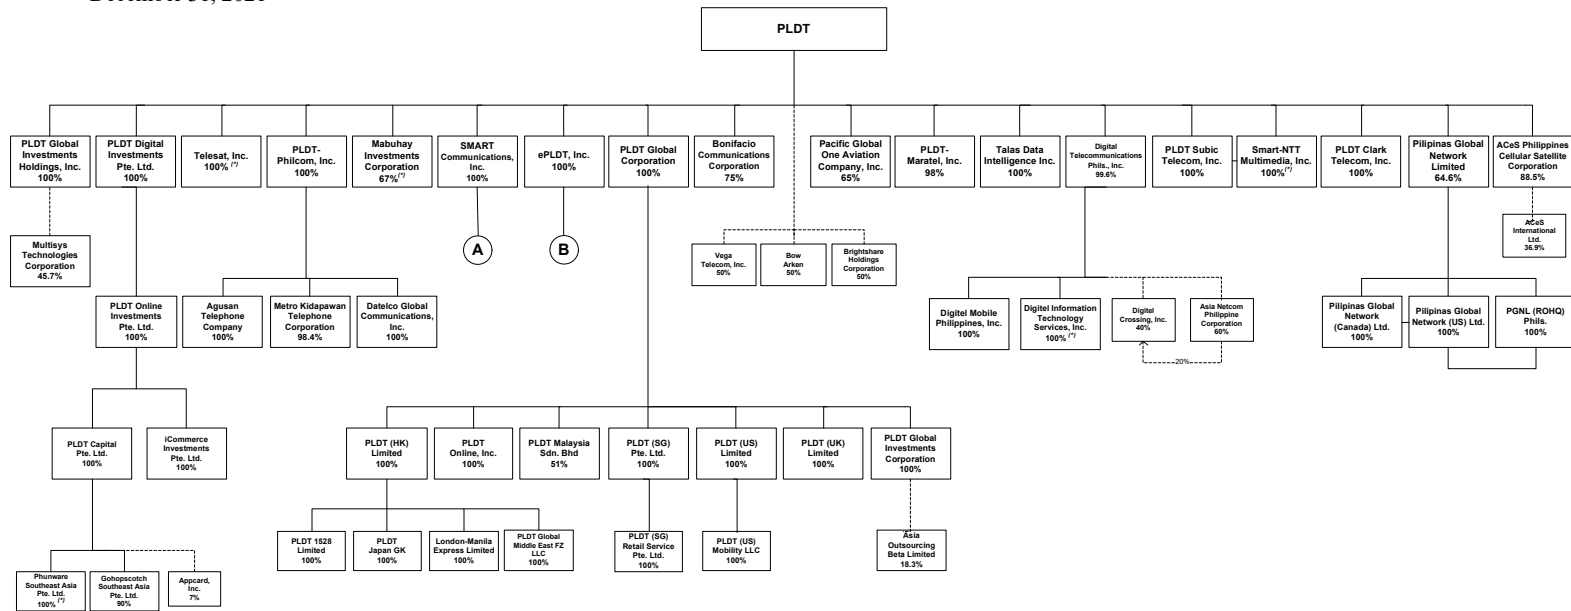 December 31, 2021
PLDT
PLDT Global
Investments
Holdings, Inc.
100%
PLDT Digital
Investments
Pte. Ltd.
100%
Telesat, Inc.
100% (*)
PLDT-
Philcom, Inc.
100%
Mabuhay
Investments
Corporation
67%(*)
SMART
Communications,
Inc.
100%
ePLDT, Inc.
100%
PLDT Global
Corporation
100%
Bonifacio
Communications
Corporation
75%
Pacific Global
One Aviation
Company, Inc.
65%
PLDT-
Maratel, Inc.
98%
Talas Data
Intelligence Inc.
100%
Digital
Telecommunications
Phils., Inc.
99.6%
PLDT Subic
Telecom, Inc.
100%
Smart-NTT
Multimedia, Inc.
100%(*)
PLDT Clark
Telecom, Inc.
100%
Pilipinas Global
Network
Limited
64.6%
ACeS Philippines
Cellular Satellite
Corporation
88.5%
Multisys
Technologies
Corporation
45.7%
A
B
Vega
Telecom, Inc.
50%
Bow
Arken
50%
Brightshare
Holdings
Corporation
50%
ACeS
International
Ltd.
36.9%
PLDT Online
Investments
Pte. Ltd.
100%
Agusan
Telephone
Company
100%
Metro Kidapawan
Telephone
Corporation
98.4%
Datelco Global
Communications,
Inc.
100%
Digitel Mobile
Philippines, Inc.
100%
Digitel Information
Technology
Services, Inc.
100% (*)
Digitel
Crossing, Inc.
40%
Asia Netcom
Philippine
Corporation
60%
20%
Pilipinas Global
Network
(Canada) Ltd.
100%
Pilipinas Global
Network (US) Ltd.
100%
PGNL (ROHQ)
Phils.
100%
PLDT Capital
Pte. Ltd.
100%
iCommerce
Investments
Pte. Ltd.
100%
PLDT (HK)
Limited
100%
PLDT
Online, Inc.
100%
PLDT Malaysia
Sdn. Bhd
51%
PLDT (SG)
Pte. Ltd.
100%
PLDT (US)
Limited
100%
PLDT (UK)
Limited
100%
PLDT Global
Investments
Corporation
100%
PLDT 1528
Limited
100%
PLDT
Japan GK
100%
London-Manila
Express Limited
100%
PLDT Global
Middle East FZ
LLC
100%
PLDT (SG)
Retail Service
Pte. Ltd.
100%
PLDT (US)
Mobility LLC
100%
Asia
Outsourcing
Beta Limited
18.3%
Phunware
Southeast Asia
Pte. Ltd.
100% (*)
Gohopscotch
Southeast Asia
Pte. Ltd.
90%
Appcard,
Inc.
7%